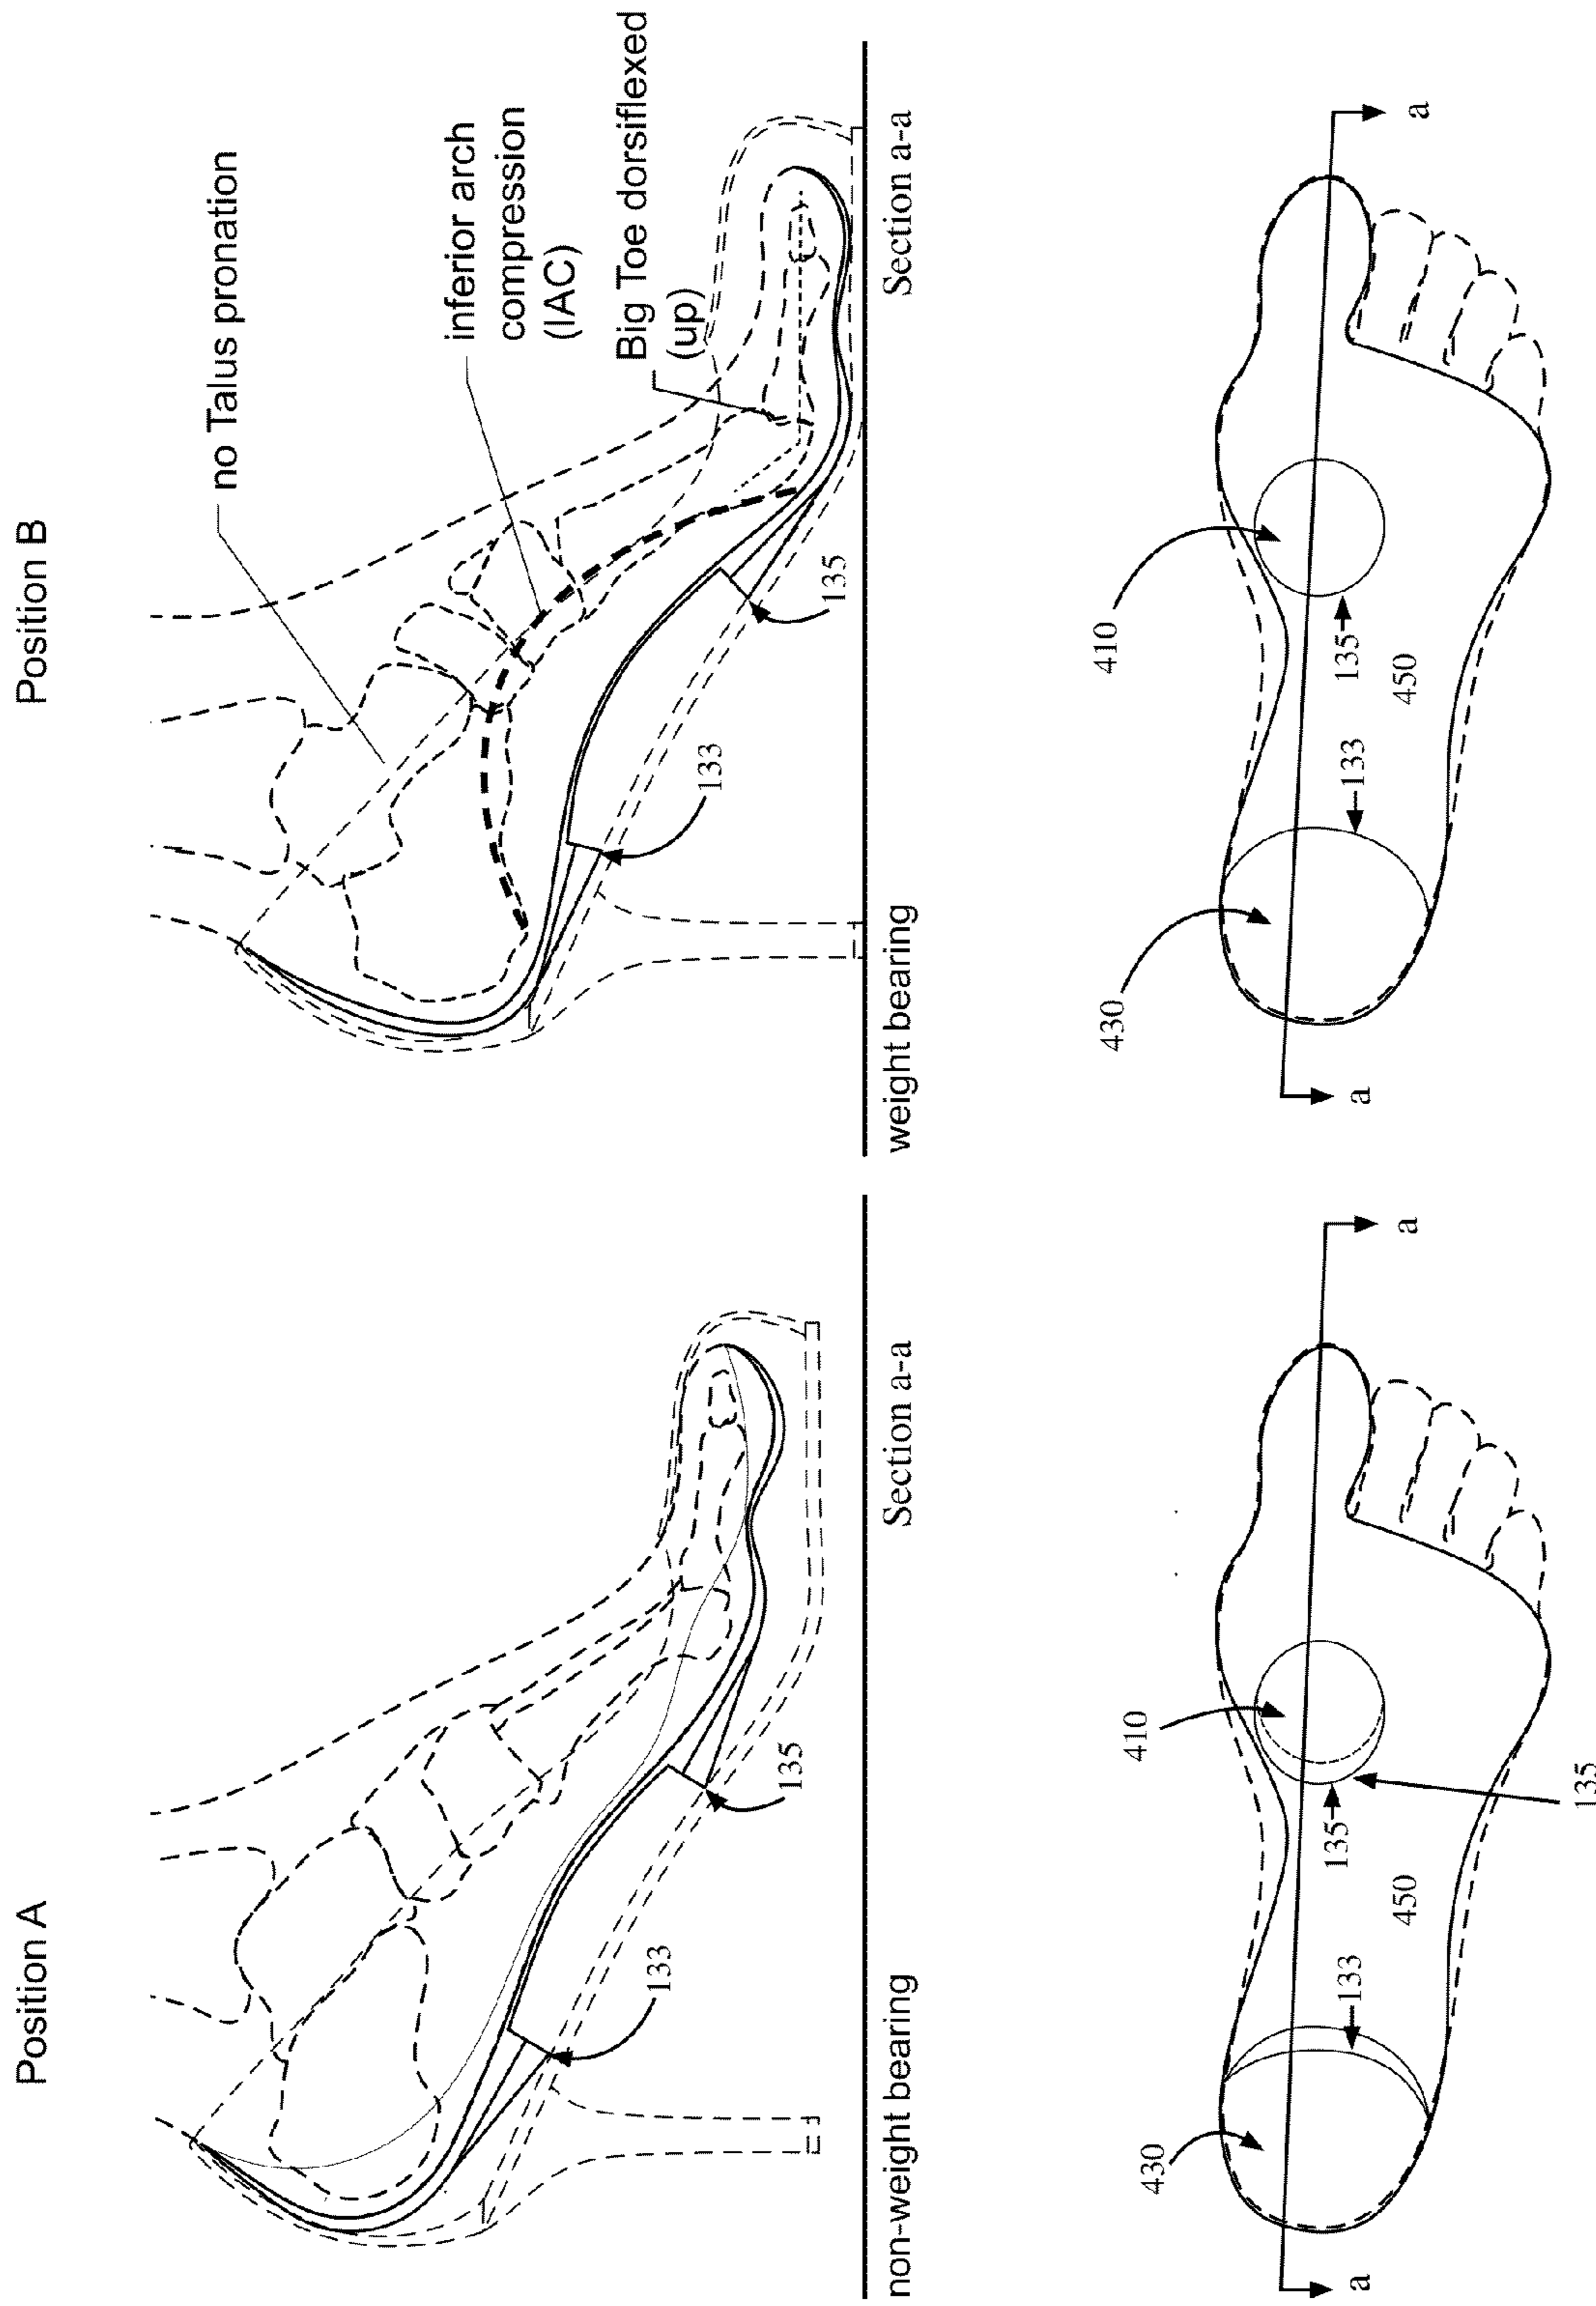 Position A
133
135
non-weight bearing
Section a-a
430
410
133
135
135
450
a
a
Position B
no Talus pronation
inferior arch
compression
(IAC)
Big Toe dorsiflexed
(up)
133
135
weight bearing
Section a-a
430
410
133
135
450
a
a